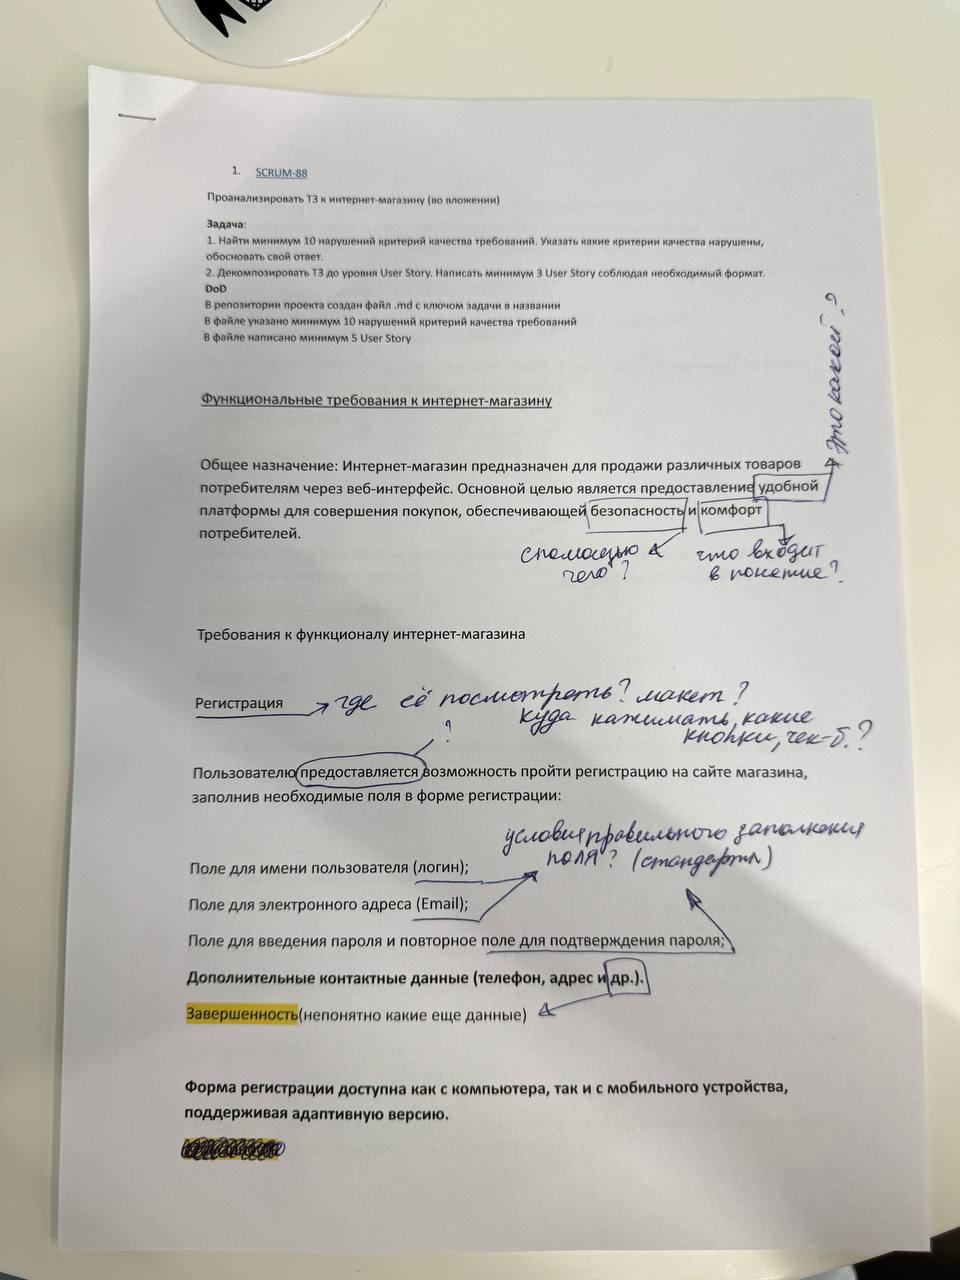 1. SCRUM-88
Проанализировать ТЗ к интернет-магазину (во вложении)
Задача:
1. Найти минимум 10 нарушений критерий качества требований. Указать какие критерии качества нарушены,
обосновать свой ответ.
2. Декомпозировать ТЗ до уровня User Story. Написать минимум 3 User Story соблюдая необходимый формат.
DoD
В репозитории проекта создан файл .md с ключом задачи в названии
В файле указано минимум 10 нарушений критерий качества требований
В файле написано минимум 5 User Story
Функциональные требования к интернет-магазину
Общее назначение: Интернет-магазин предназначен для продажи различных товаров
потребителям через веб-интерфейс. Основной целью является предоставление удобной
это какой?
платформы для совершения покупок, обеспечивающей безопасность и комфорт
потребителей.
с помощью
чего?
что входит
в понятие?
Требования к функционалу интернет-магазина
Регистрация
где её посмотреть? макет?
куда нажимать, какие
кнопки, чек-б.?
?
Пользователю предоставляется возможность пройти регистрацию на сайте магазина,
заполнив необходимые поля в форме регистрации:
условия правильного заполнения
поля? (стандарты)
Поле для имени пользователя (логин);
Поле для электронного адреса (Email);
Поле для введения пароля и повторное поле для подтверждения пароля;
Дополнительные контактные данные (телефон, адрес и др.).
Завершенность(непонятно какие еще данные)
Форма регистрации доступна как с компьютера, так и с мобильного устройства,
поддерживая адаптивную версию.